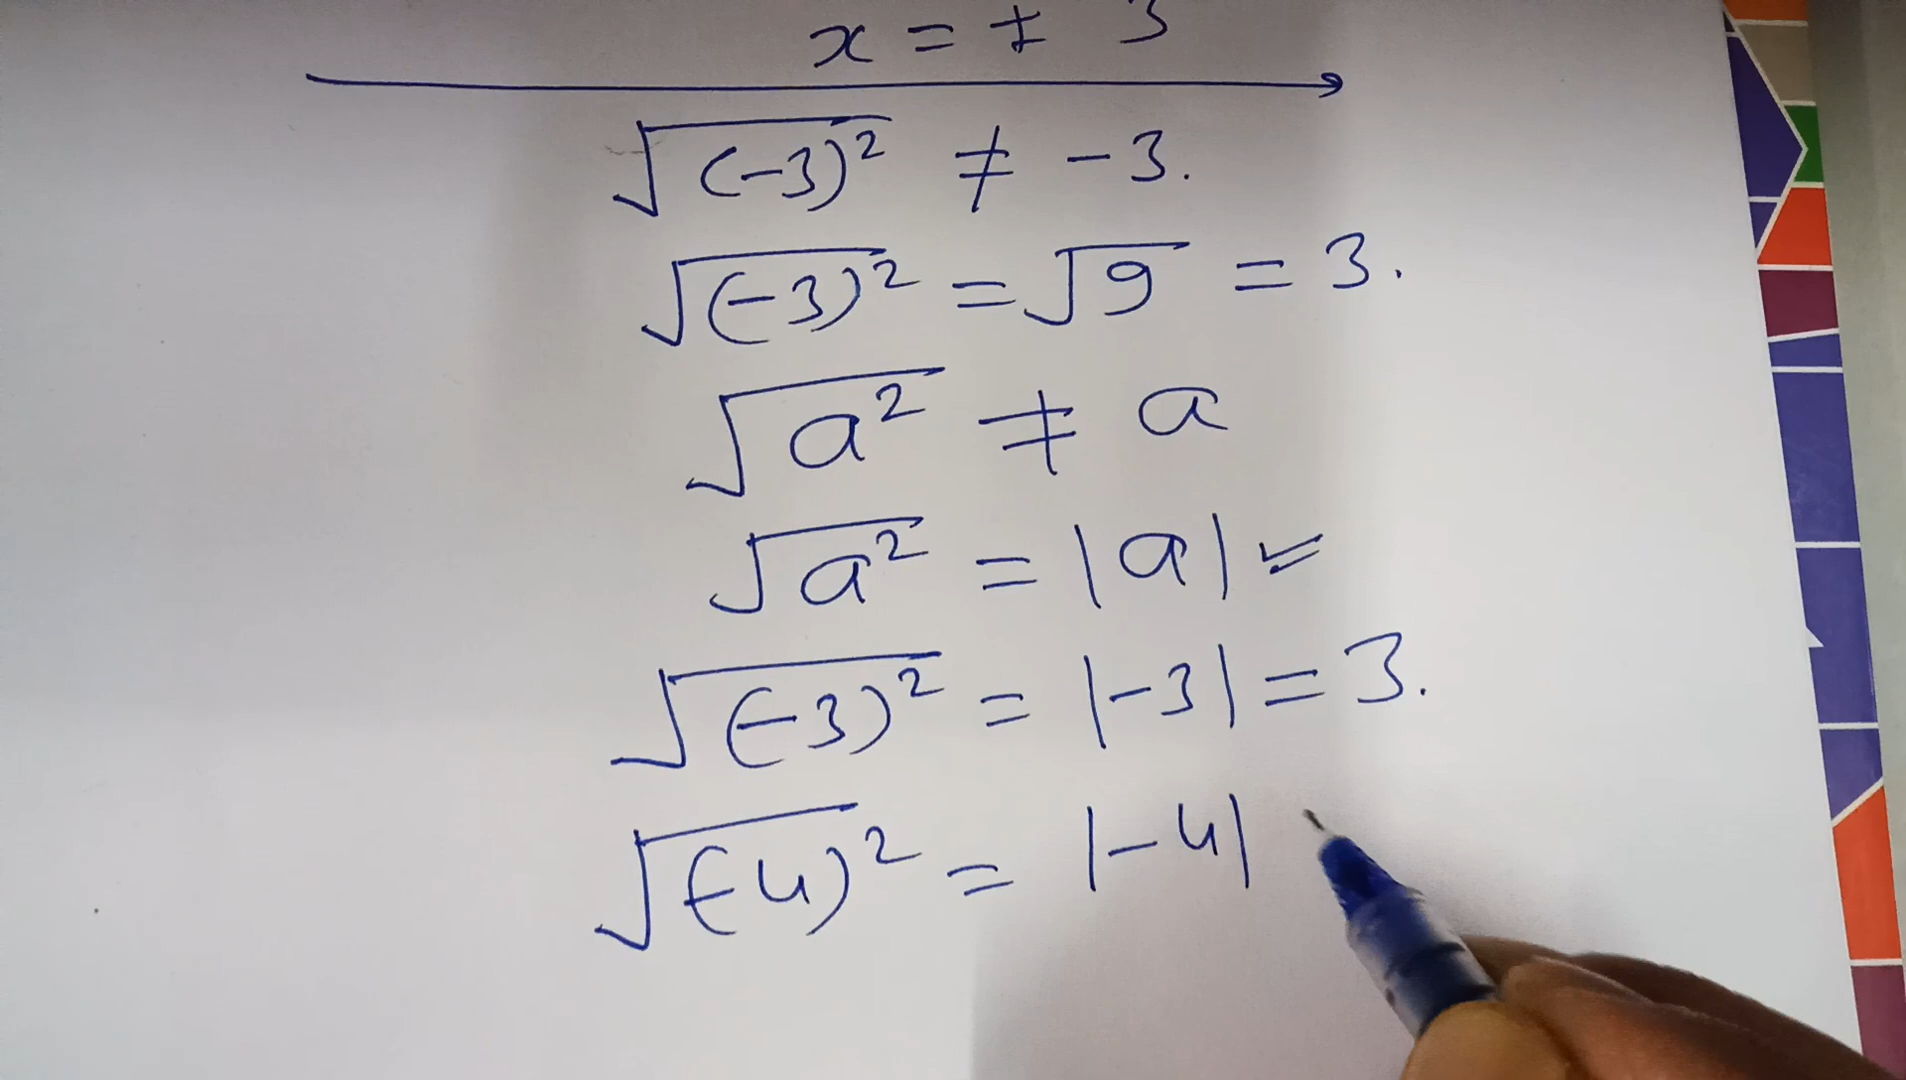 x = ± 3
√(-3)² ≠ -3.
√(-3)² = √9 = 3.
√a² ≠ a
√a² = |a| ✓
√(-3)² = |-3| = 3.
√(-4)² = |-4|